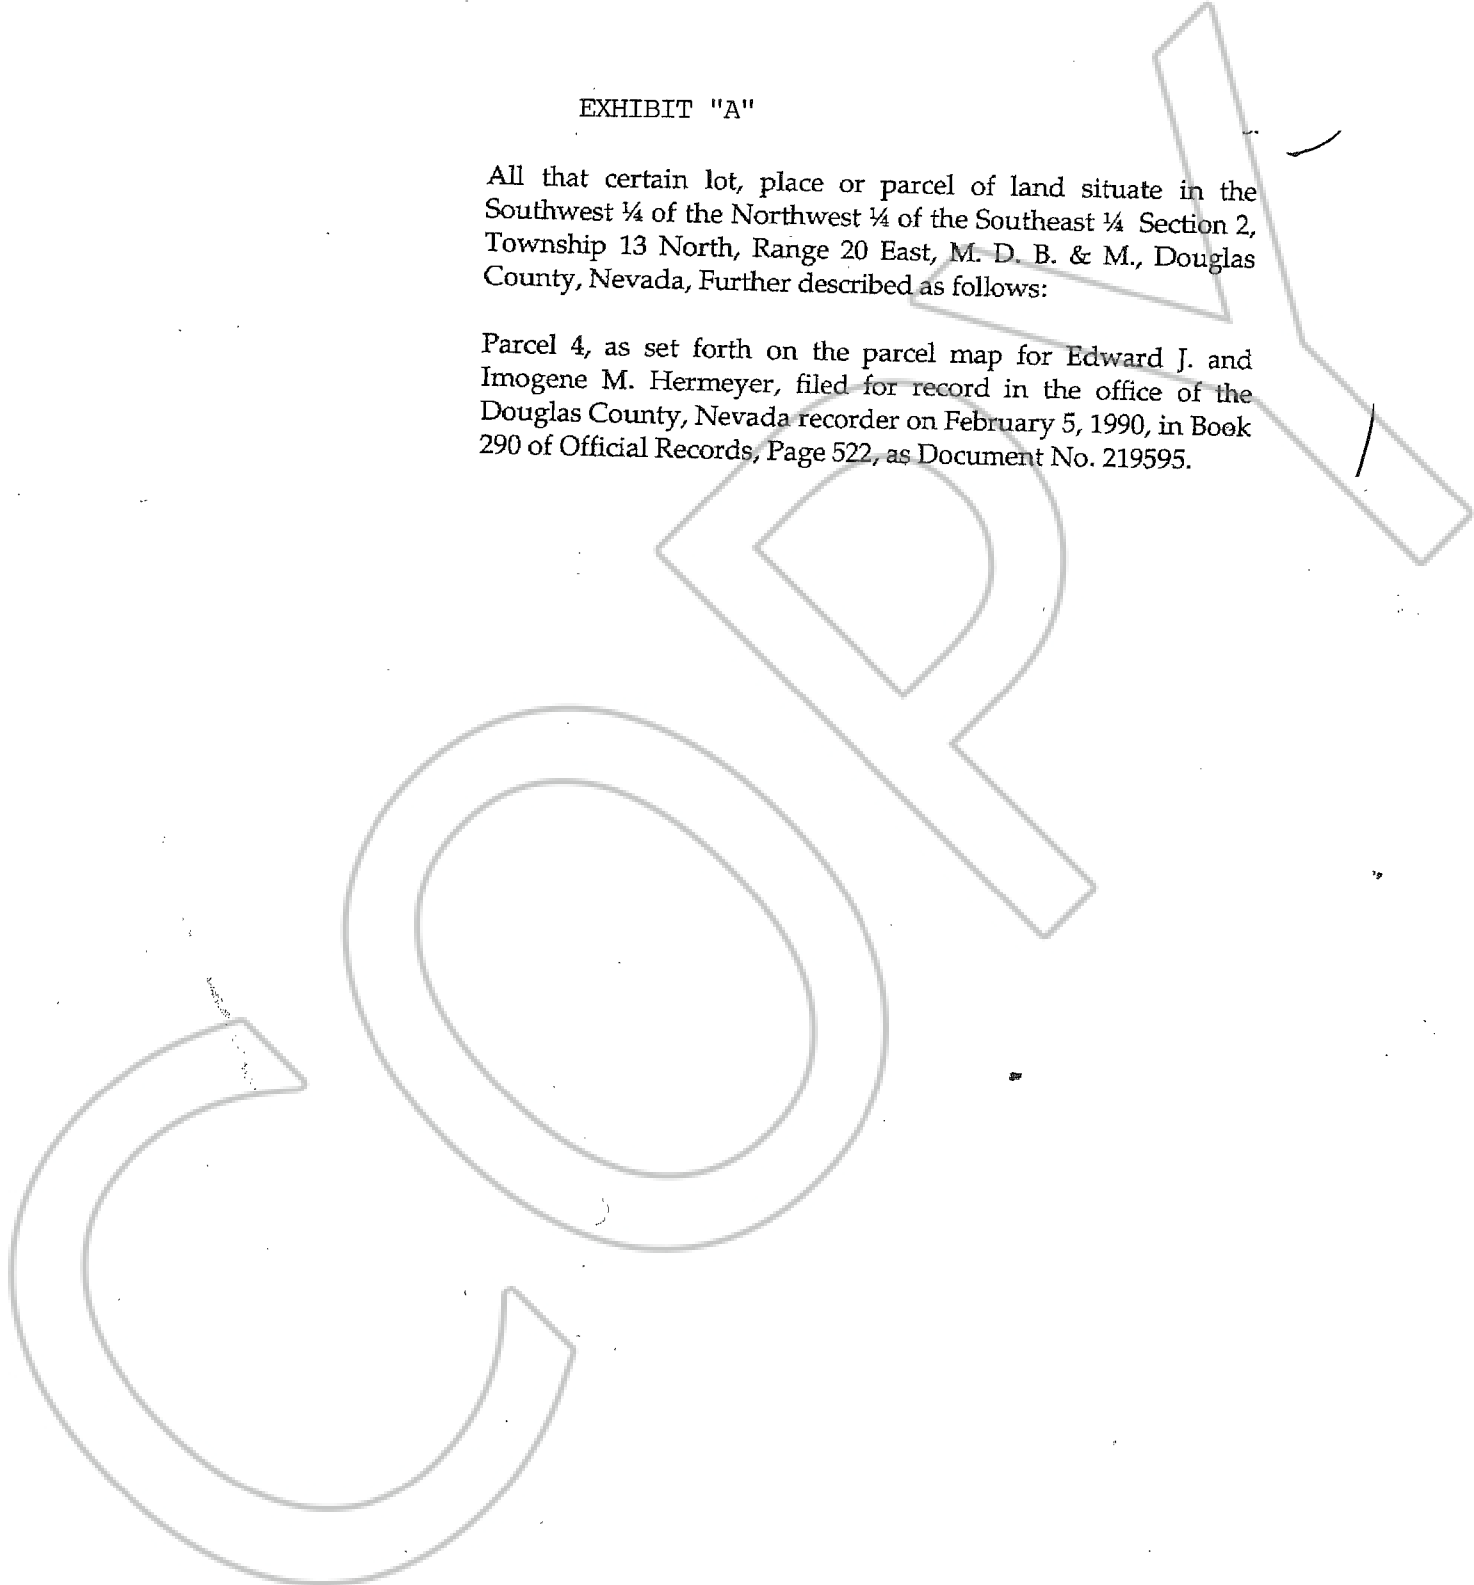 EXHIBIT "A"
All that certain lot, place or parcel of land situate in the
Southwest ¼ of the Northwest ¼ of the Southeast ¼ Section 2,
Township 13 North, Range 20 East, M. D. B. & M., Douglas
County, Nevada, Further described as follows:
Parcel 4, as set forth on the parcel map for Edward J. and
Imogene M. Hermeyer, filed for record in the office of the
Douglas County, Nevada recorder on February 5, 1990, in Book
290 of Official Records, Page 522, as Document No. 219595.
COPY